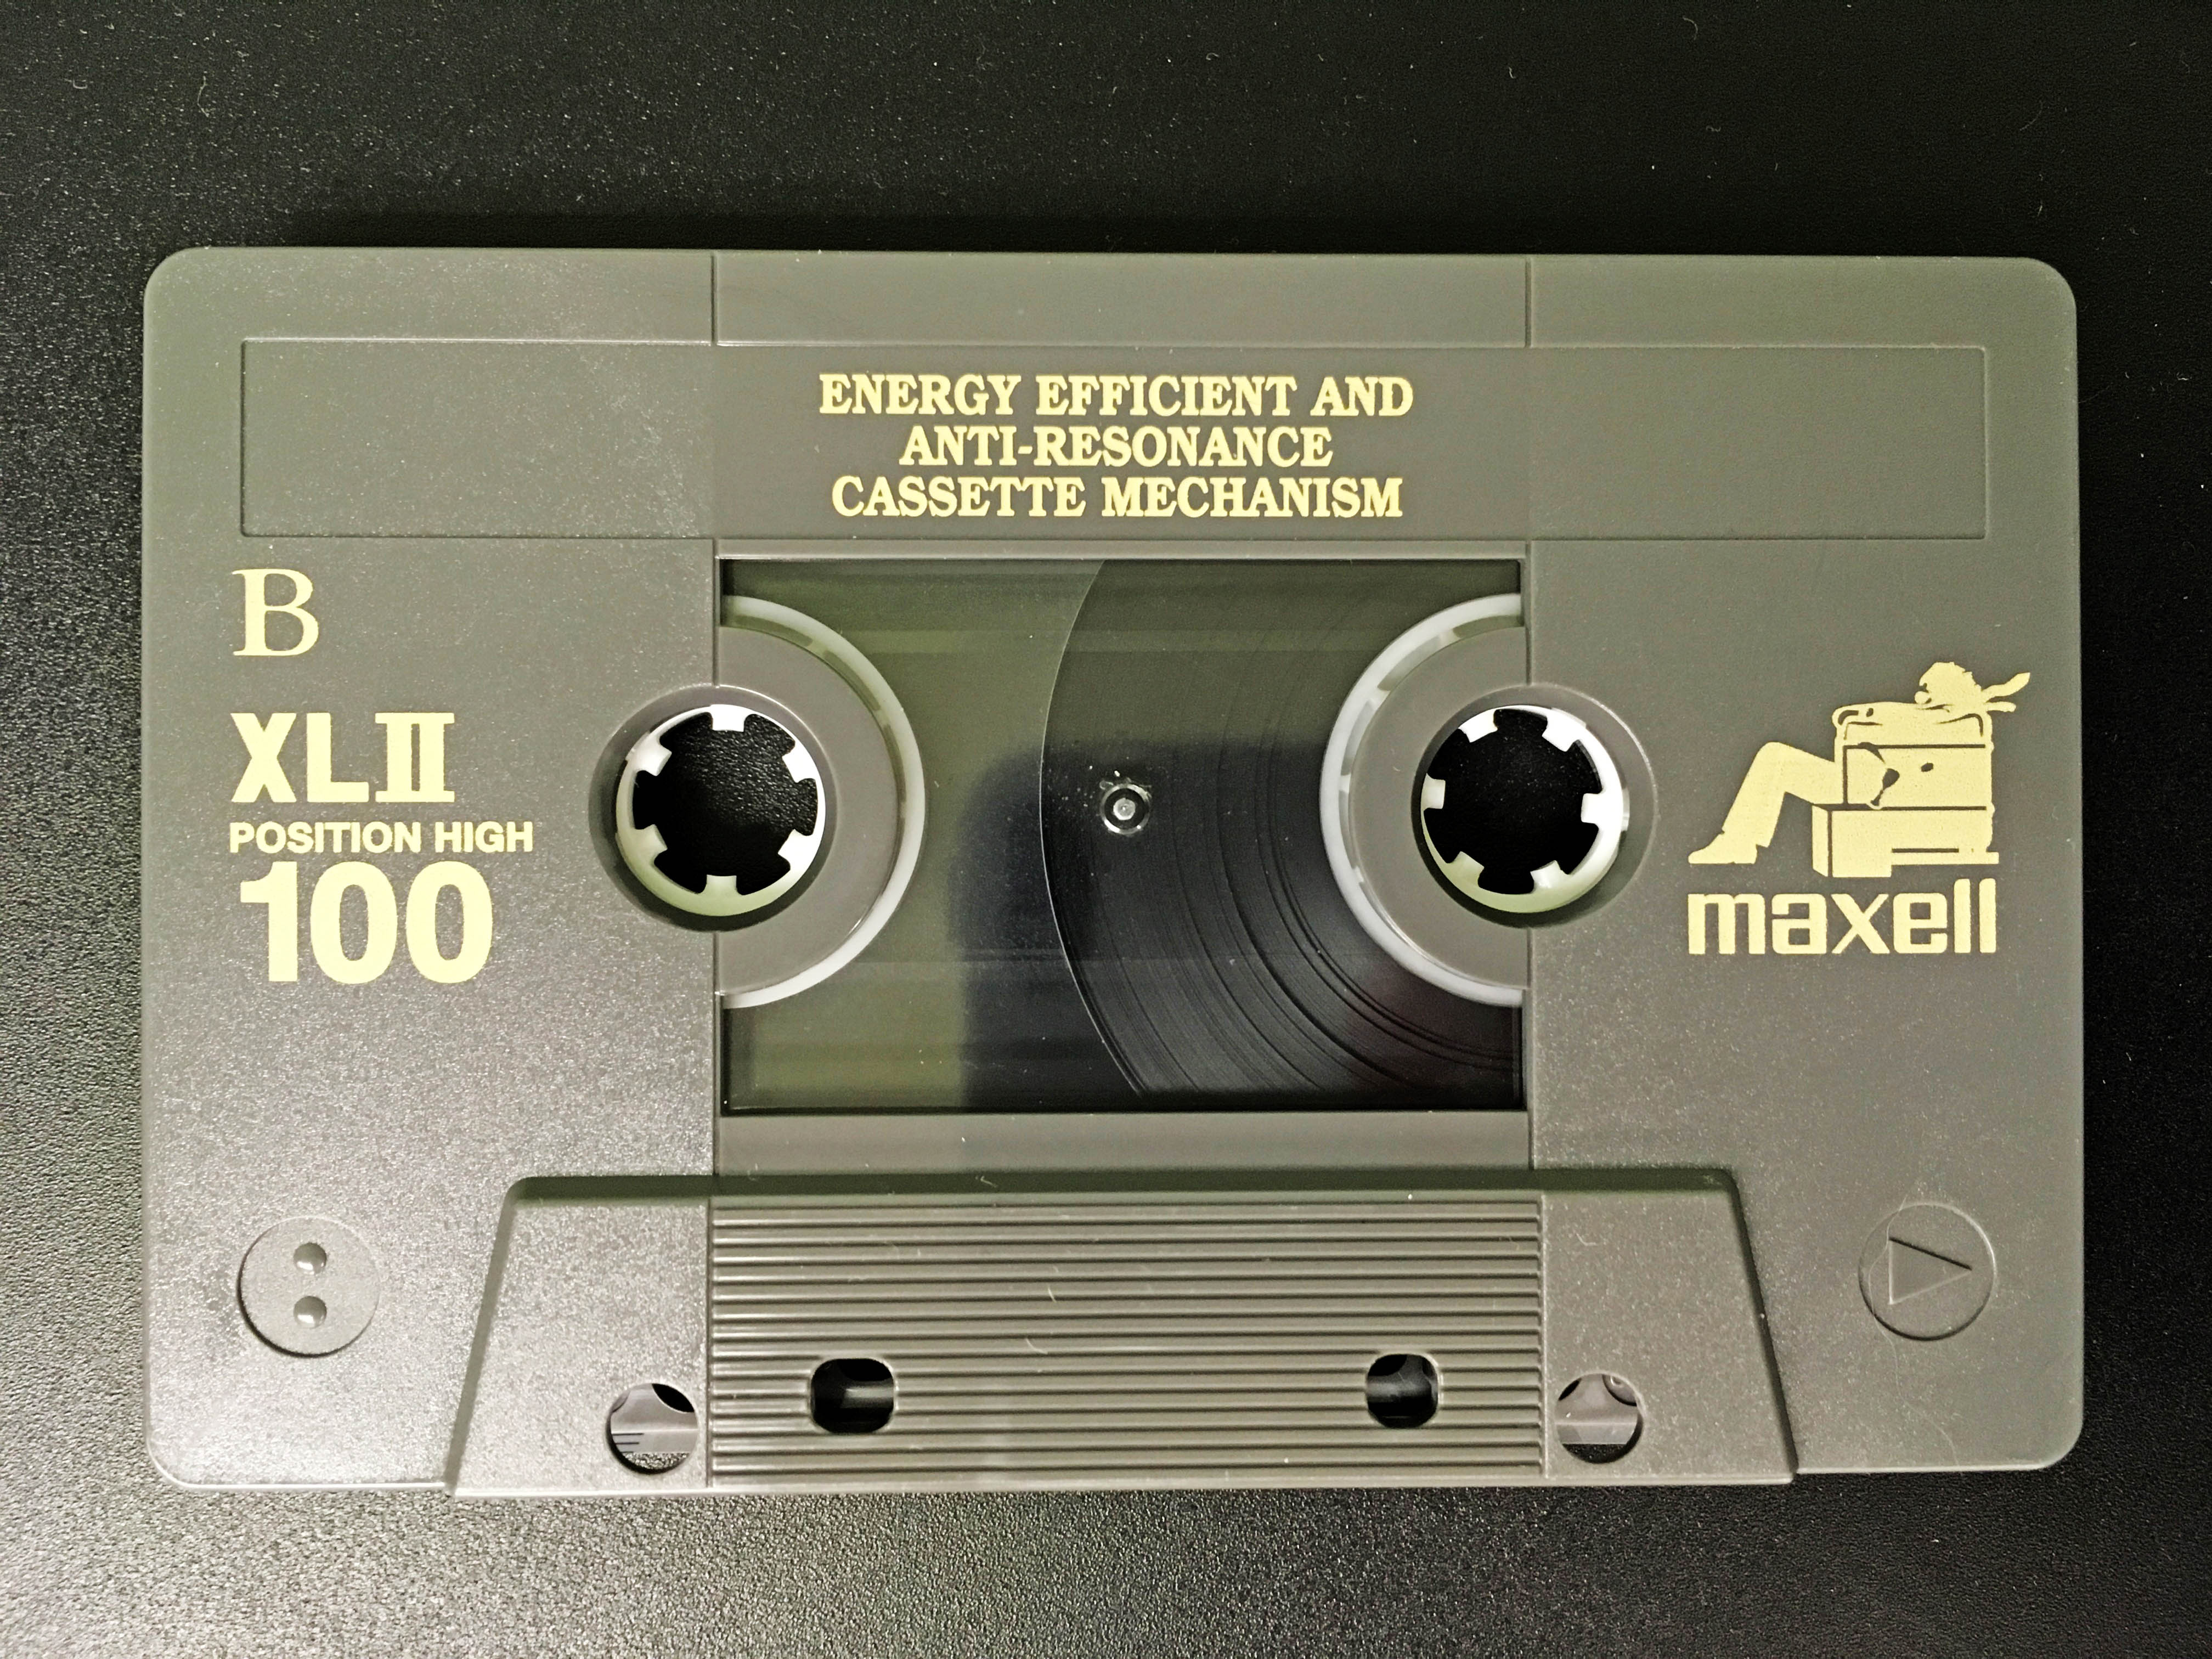 ENERGY EFFICIENT AND
ANTI-RESONANCE
CASSETTE MECHANISM
B
XLII
POSITION HIGH
100
maxell